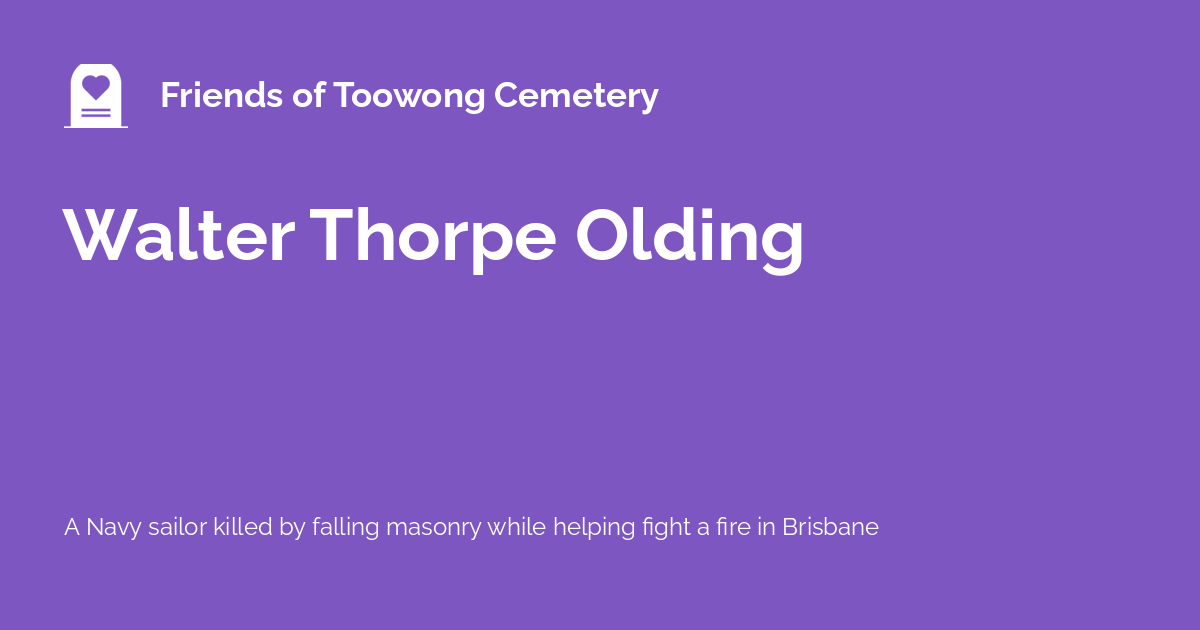 Friends of Toowong Cemetery
Walter Thorpe Olding
A Navy sailor killed by falling masonry while helping fight a fire in Brisbane